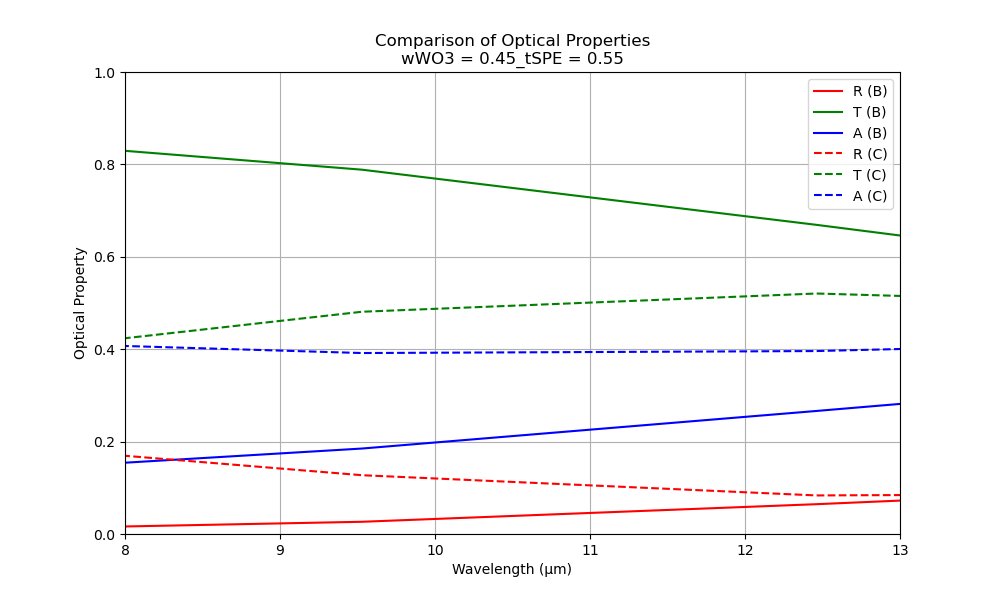 Comparison of Optical Properties
wWO3 = 0.45_tSPE = 0.55
1.0
0.8
0.6
0.4
0.2
0.0
Optical Property
R (B)
T (B)
A (B)
R (C)
T (C)
A (C)
8 9 10 11 12 13
Wavelength (μm)